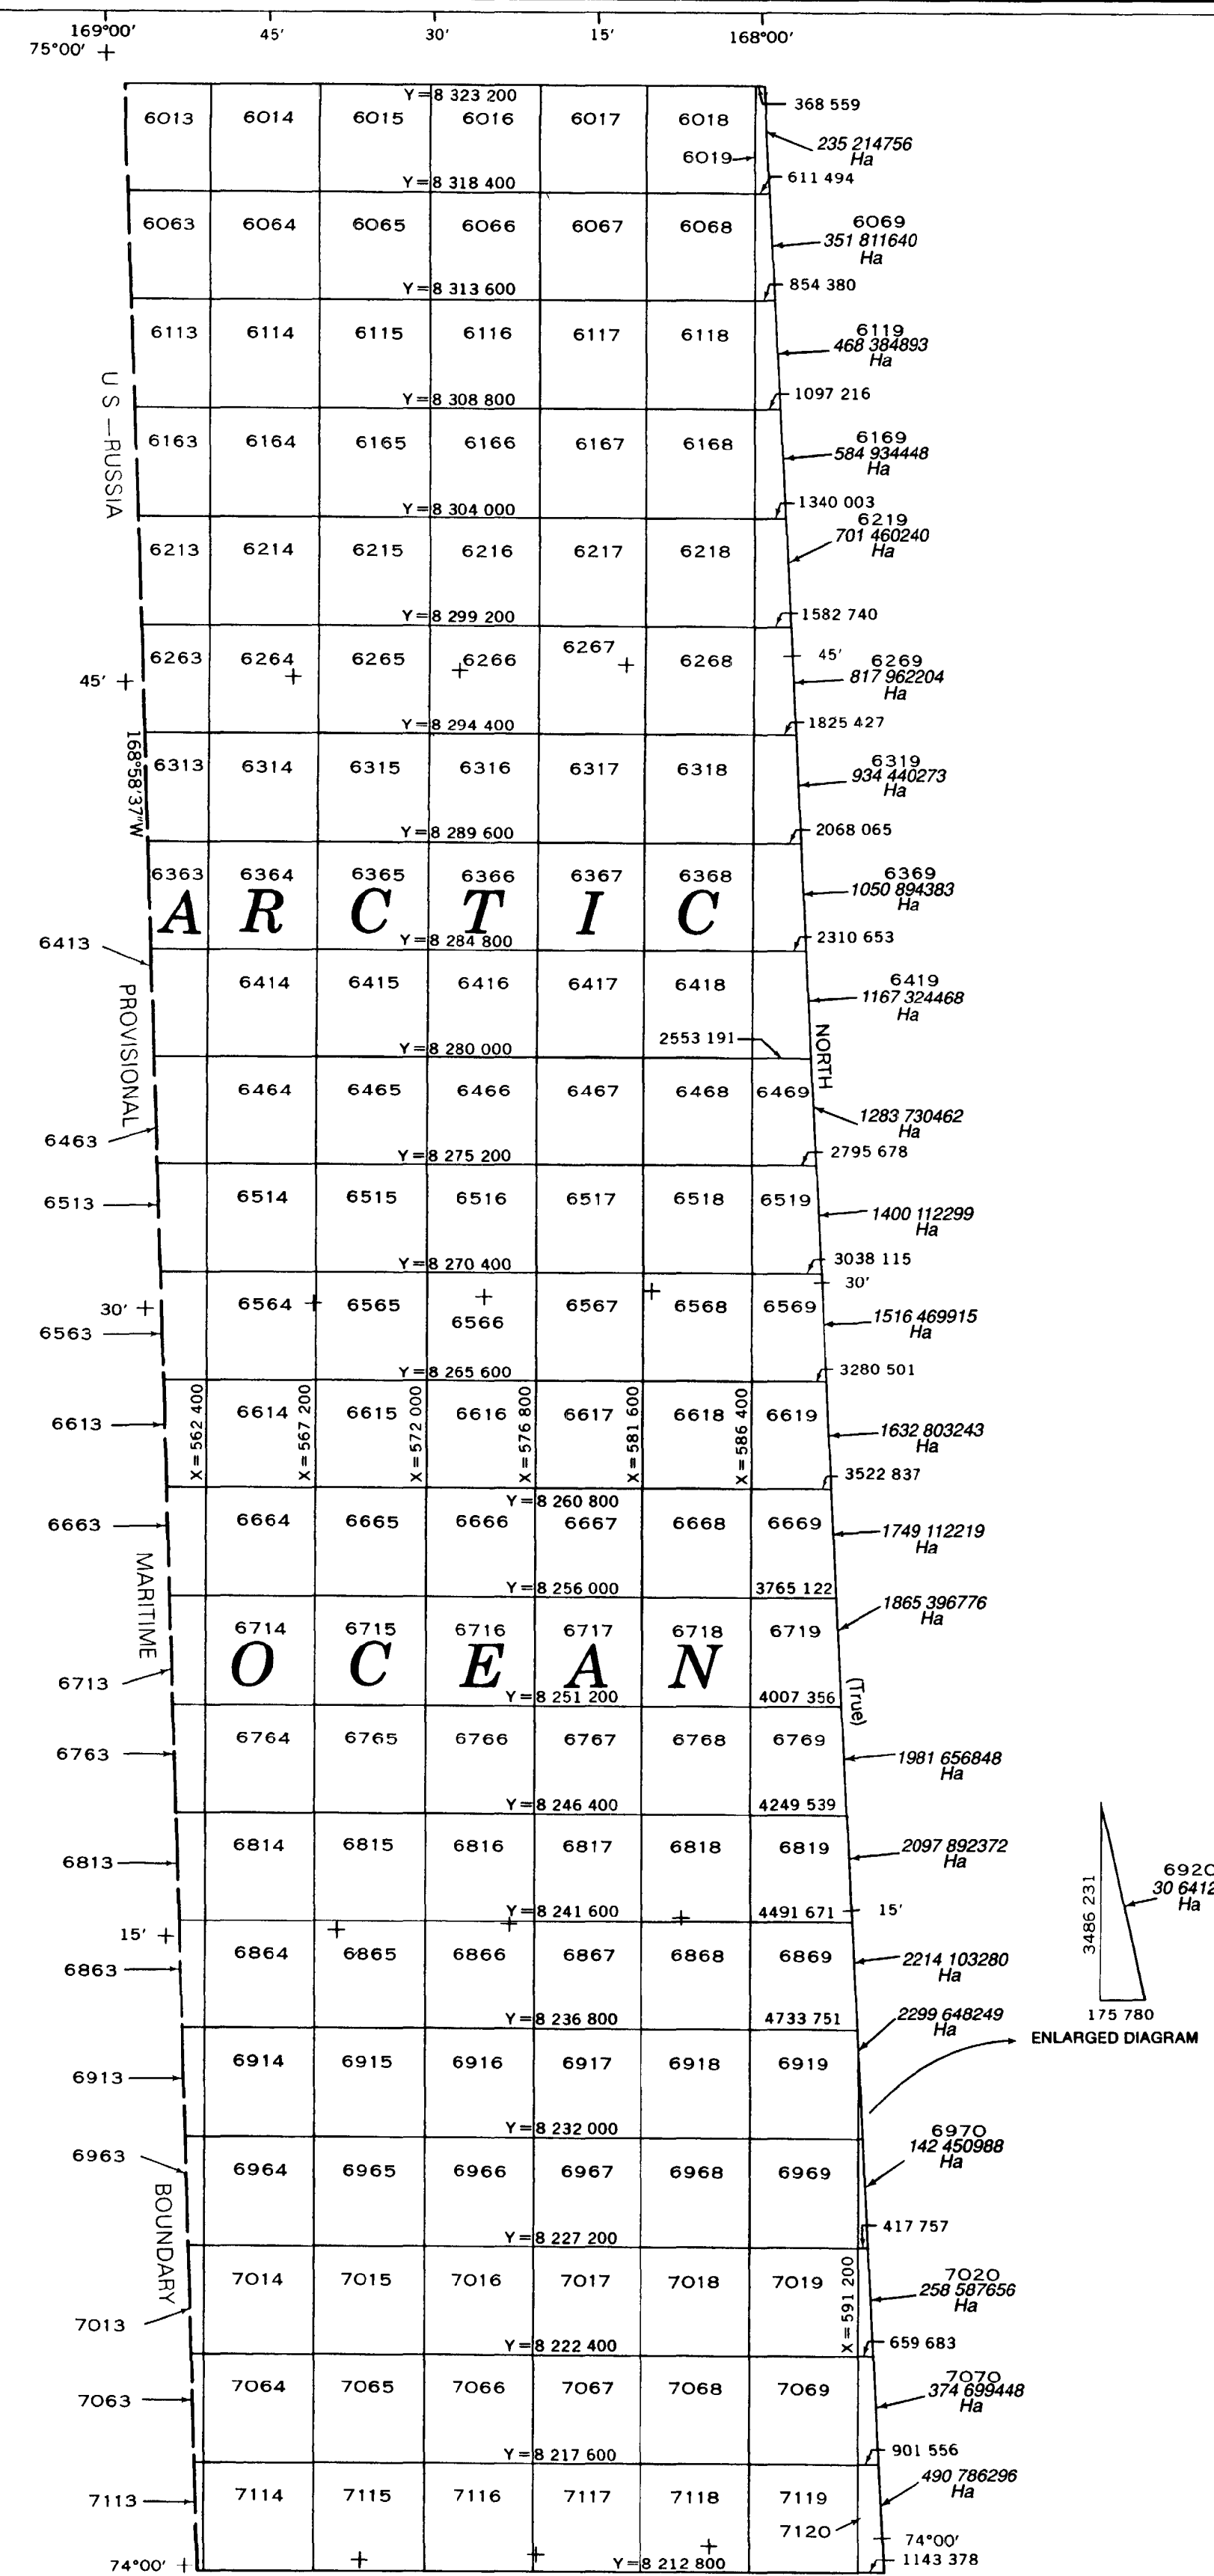 169°00' 45' 30' 15' 168°00'
75°00'
Y=8 323 200
368 559
6013 6014 6015 6016 6017 6018
235 214756
Ha
6019
Y=8 318 400
611 494
6063 6064 6065 6066 6067 6068 6069
351 811640
Ha
Y=8 313 600
854 380
6113 6114 6115 6116 6117 6118 6119
468 384893
Ha
Y=8 308 800
1097 216
US-RUSSIA
6163 6164 6165 6166 6167 6168 6169
584 934448
Ha
Y=8 304 000
1340 003
6213 6214 6215 6216 6217 6218 6219
701 460240
Ha
Y=8 299 200
1582 740
6263 6264 6265 6266 6267 6268 6269
45' 45'
817 962204
Ha
Y=8 294 400
1825 427
168°58'37"W
6313 6314 6315 6316 6317 6318 6319
934 440273
Ha
Y=8 289 600
2068 065
6363 6364 6365 6366 6367 6368 6369
ARCTIC
1050 894383
Ha
Y=8 284 800
2310 653
6413 6414 6415 6416 6417 6418 6419
1167 324468
Ha
PROVISIONAL
NORTH
Y=8 280 000
2553 191
6463 6464 6465 6466 6467 6468 6469
1283 730462
Ha
Y=8 275 200
2795 678
6513 6514 6515 6516 6517 6518 6519
1400 112299
Ha
Y=8 270 400
3038 115
30' 30'
6563 6564 6565 6566 6567 6568 6569
1516 469915
Ha
Y=8 265 600
3280 501
X=562 400 X=567 200 X=572 000 X=576 800 X=581 600 X=586 400
6613 6614 6615 6616 6617 6618 6619
1632 803243
Ha
3522 837
Y=8 260 800
6663 6664 6665 6666 6667 6668 6669
1749 112219
Ha
MARITIME
Y=8 256 000 3765 122
1865 396776
Ha
6713 6714 6715 6716 6717 6718 6719
OCEAN
(True)
Y=8 251 200 4007 356
6763 6764 6765 6766 6767 6768 6769
1981 656848
Ha
Y=8 246 400 4249 539
6813 6814 6815 6816 6817 6818 6819
2097 892372
Ha
Y=8 241 600 4491 671
15' 15'
6863 6864 6865 6866 6867 6868 6869
2214 103280
Ha
Y=8 236 800 4733 751
2299 648249
Ha
3486 231
6920
30 6412
Ha
175 780
ENLARGED DIAGRAM
6913 6914 6915 6916 6917 6918 6919
Y=8 232 000
6963 6964 6965 6966 6967 6968 6969 6970
142 450988
Ha
BOUNDARY
Y=8 227 200
417 757
7013 7014 7015 7016 7017 7018 7019 7020
258 587656
Ha
X=591 200
Y=8 222 400
659 683
7063 7064 7065 7066 7067 7068 7069 7070
374 699448
Ha
Y=8 217 600
901 556
7113 7114 7115 7116 7117 7118 7119
490 786296
Ha
7120
74°00' 74°00'
Y=8 212 800
1143 378